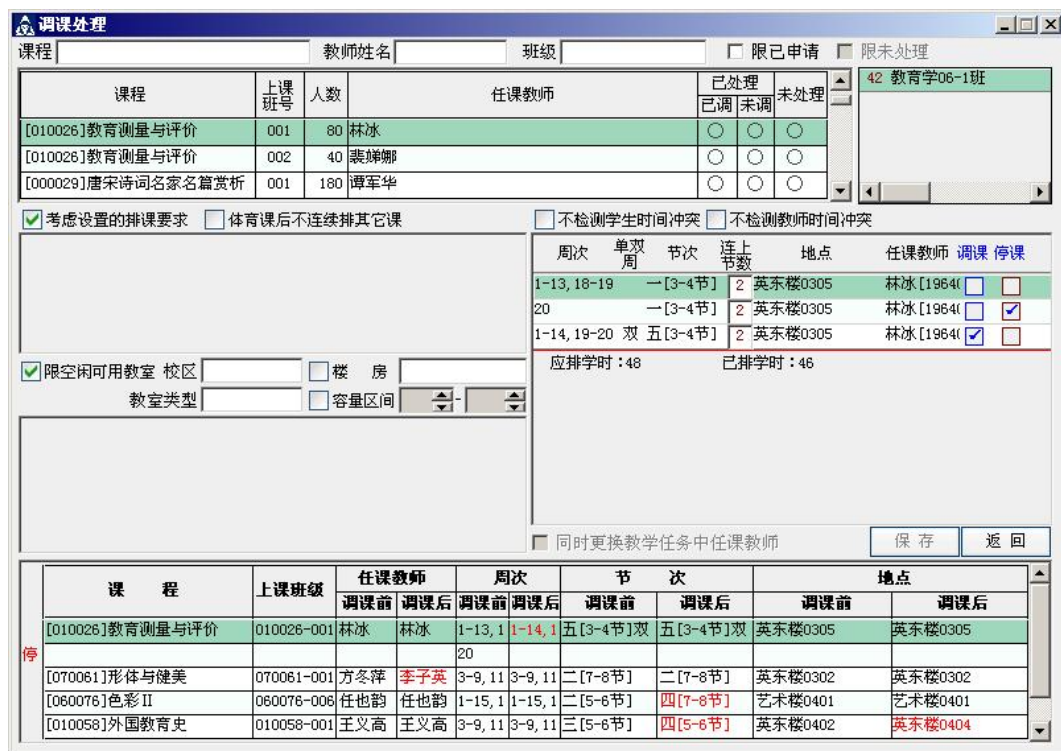 调课处理
课程 教师姓名 班级 限已申请 限未处理
课程 上课班号 人数 任课教师 已处理 未处理
已调 未调
[010026]教育测量与评价 001 80 林冰
[010026]教育测量与评价 002 40 裴娣娜
[000029]唐宋诗词名家名篇赏析 001 180 谭军华
42 教育学06-1班
考虑设置的排课要求 体育课后不连续排其它课 不检测学生时间冲突 不检测教师时间冲突
周次 单双周 节次 连上节数 地点 任课教师 调课 停课
1-13,18-19 一[3-4节] 2 英东楼0305 林冰[1964(
20 一[3-4节] 2 英东楼0305 林冰[1964(
1-14,19-20 双 五[3-4节] 2 英东楼0305 林冰[1964(
应排学时:48 已排学时:46
限空闲可用教室 校区 楼 房
教室类型 容量区间 -
同时更换教学任务中任课教师 保存 返回
课 程 上课班级 任课教师 周次 节 次 地点
调课前 调课后 调课前 调课后 调课前 调课后 调课前 调课后
[010026]教育测量与评价 010026-001 林冰 林冰 1-13,1 1-14,1 五[3-4节]双 五[3-4节]双 英东楼0305 英东楼0305
停 20
[070061]形体与健美 070061-001 方冬萍 李子英 3-9,11 3-9,11 二[7-8节] 二[7-8节] 英东楼0302 英东楼0302
[060076]色彩II 060076-006 任也韵 任也韵 1-15,1 1-15,1 二[5-6节] 四[7-8节] 艺术楼0401 艺术楼0401
[010058]外国教育史 010058-001 王义高 王义高 3-9,11 3-9,11 三[5-6节] 四[5-6节] 英东楼0402 英东楼0404